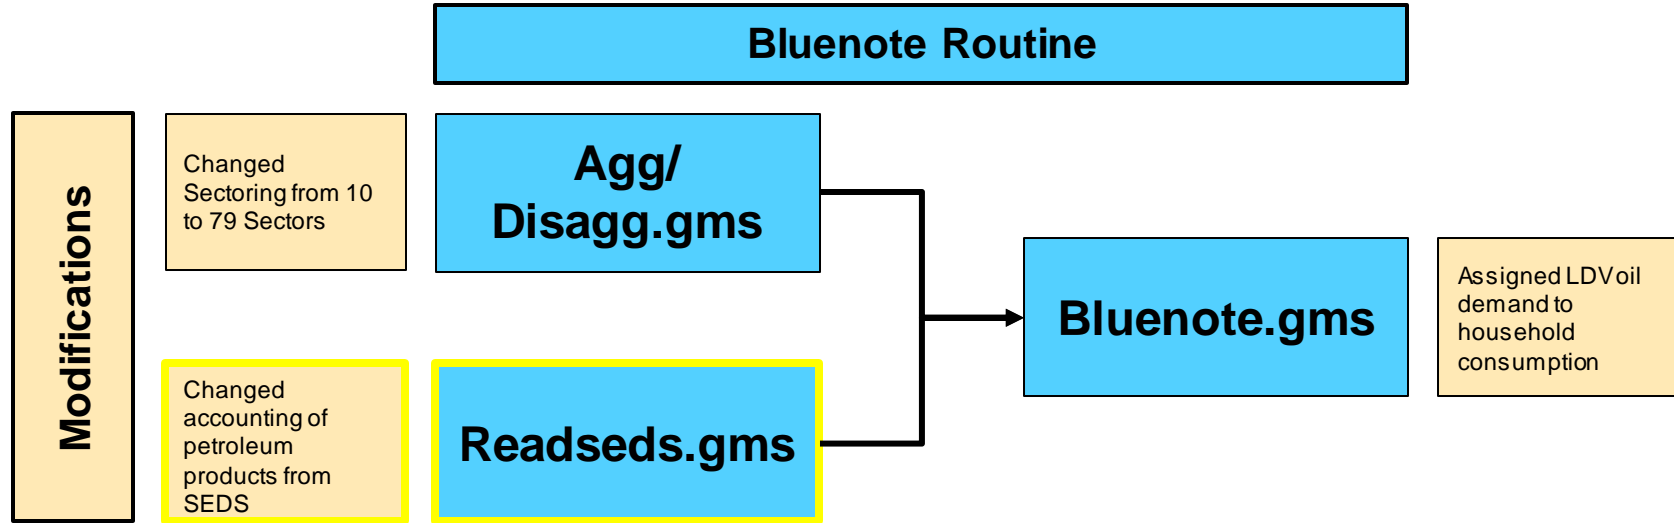 Bluenote Routine
Modifications
Changed
Sectoring from 10
to 79 Sectors
Agg/
Disagg.gms
Changed
accounting of
petroleum
products from
SEDS
Readseds.gms
Bluenote.gms
Assigned LDV oil
demand to
household
consumption